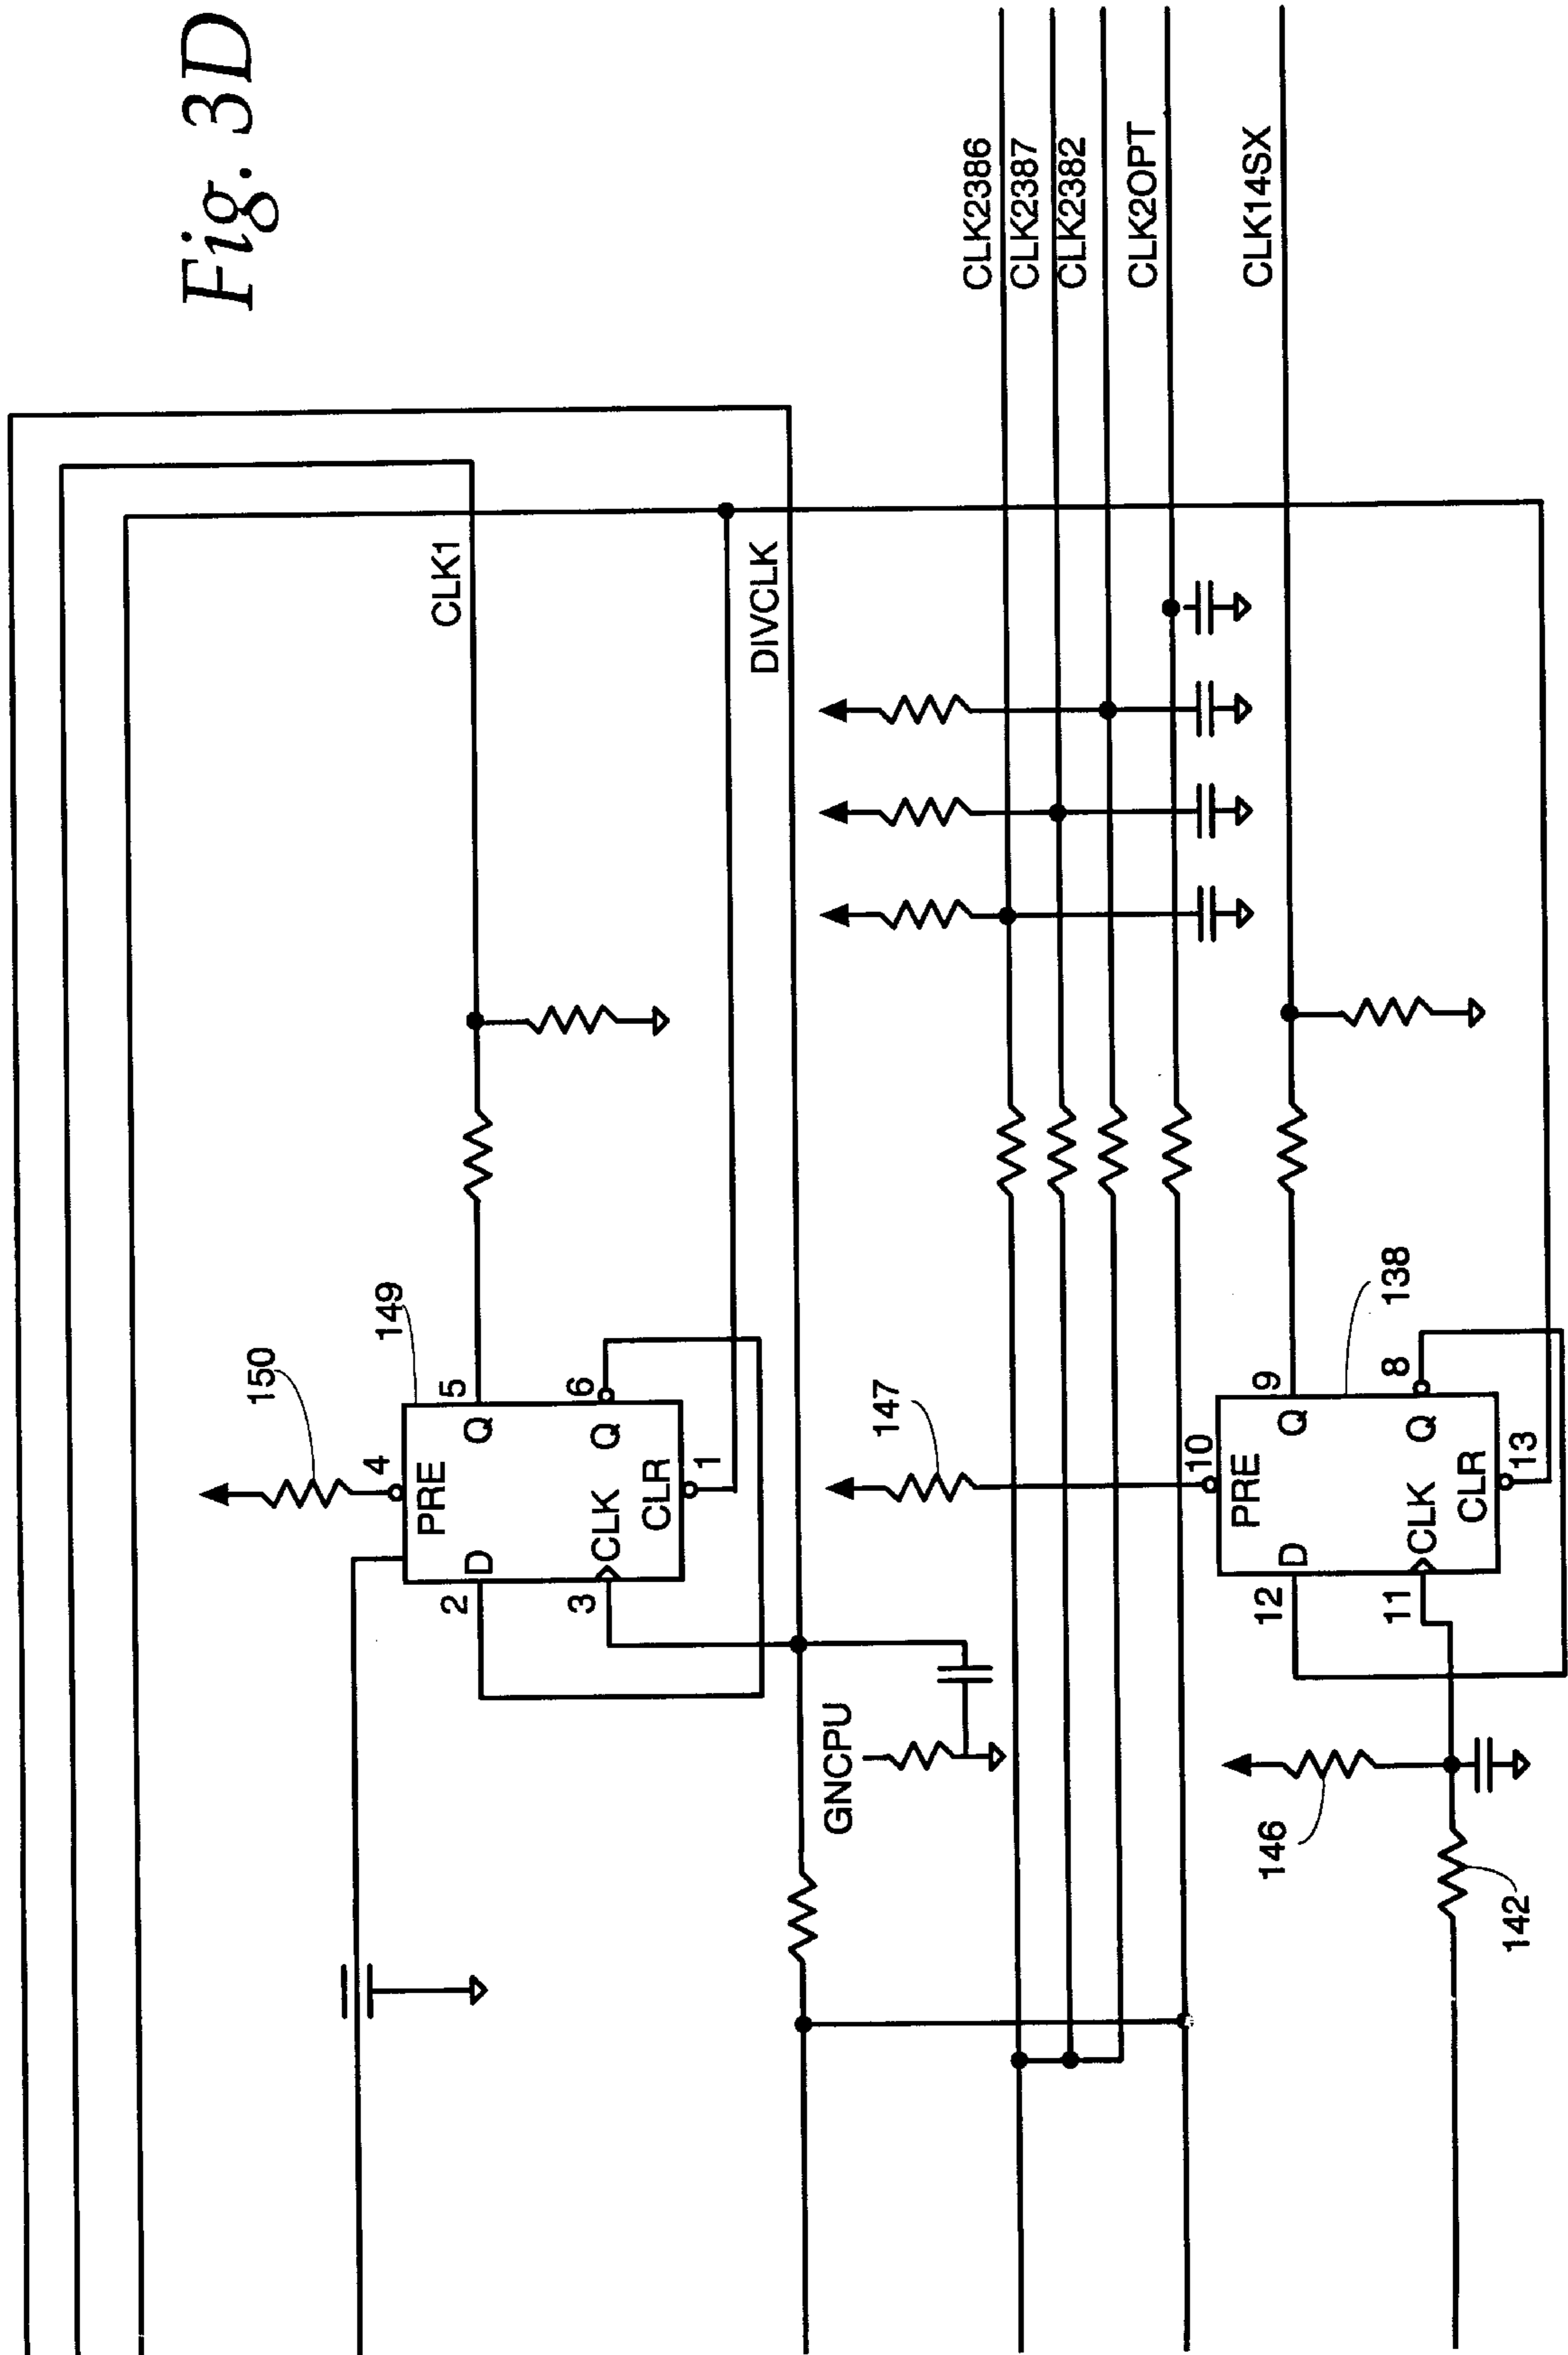 Fig. 3D
150
149
4
PRE
5
2
D
Q
CLK1
3
CLK
Q
6
CLR
1
DIVCLK
GNCPU
147
CLK2386
CLK2387
CLK2382
CLK2OPT
10
PRE
9
12
D
Q
CLK14SX
11
CLK
Q
8
138
CLR
13
146
142